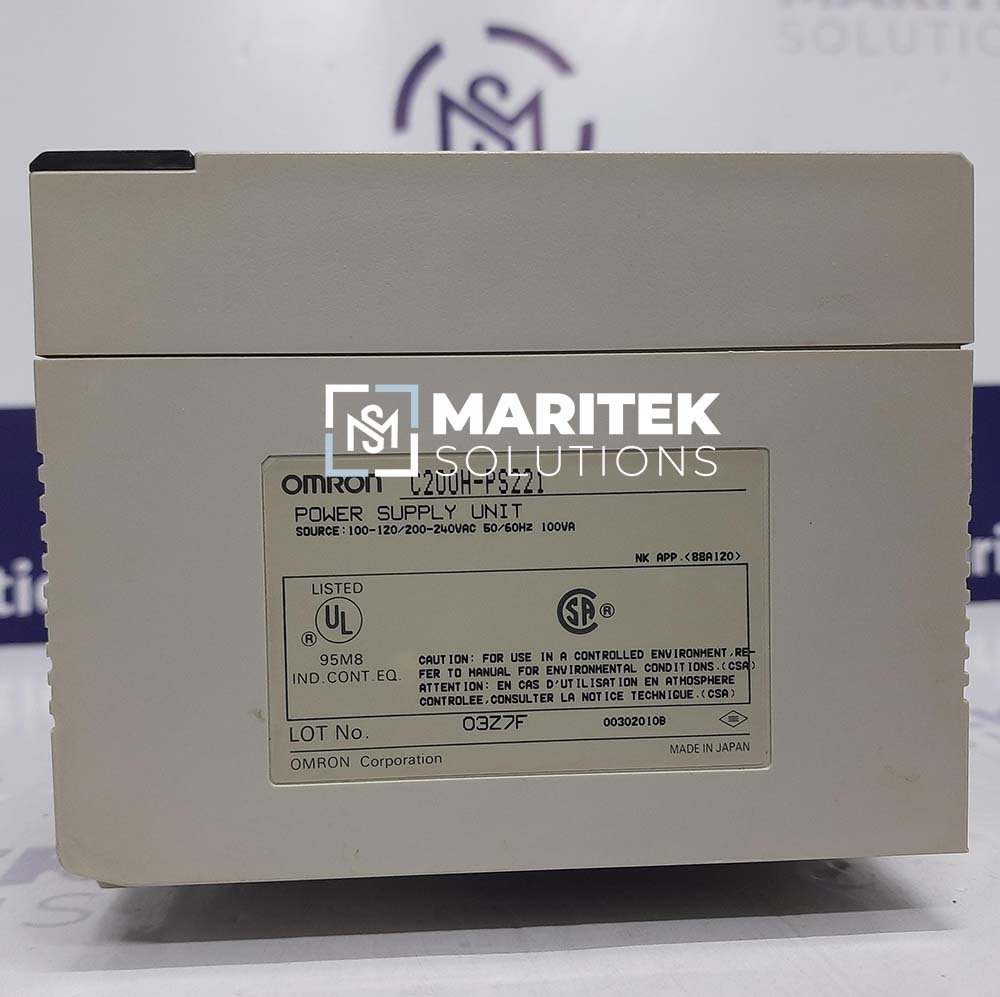 MARITEK
SOLUTIONS
OMRON C200H-PS221
POWER SUPPLY UNIT
SOURCE:100-120/200-240VAC 50/60Hz 100VA
NK APP.<88A120>
LISTED
UL
®
95M8
IND.CONT.EQ.
SA ®
CAUTION: FOR USE IN A CONTROLLED ENVIRONMENT,RE-
FER TO MANUAL FOR ENVIRONMENTAL CONDITIONS.(CSA)
ATTENTION: EN CAS D'UTILISATION EN ATMOSPHERE
CONTROLEE,CONSULTER LA NOTICE TECHNIQUE.(CSA)
LOT No. 03Z7F 00302010B
OMRON Corporation MADE IN JAPAN